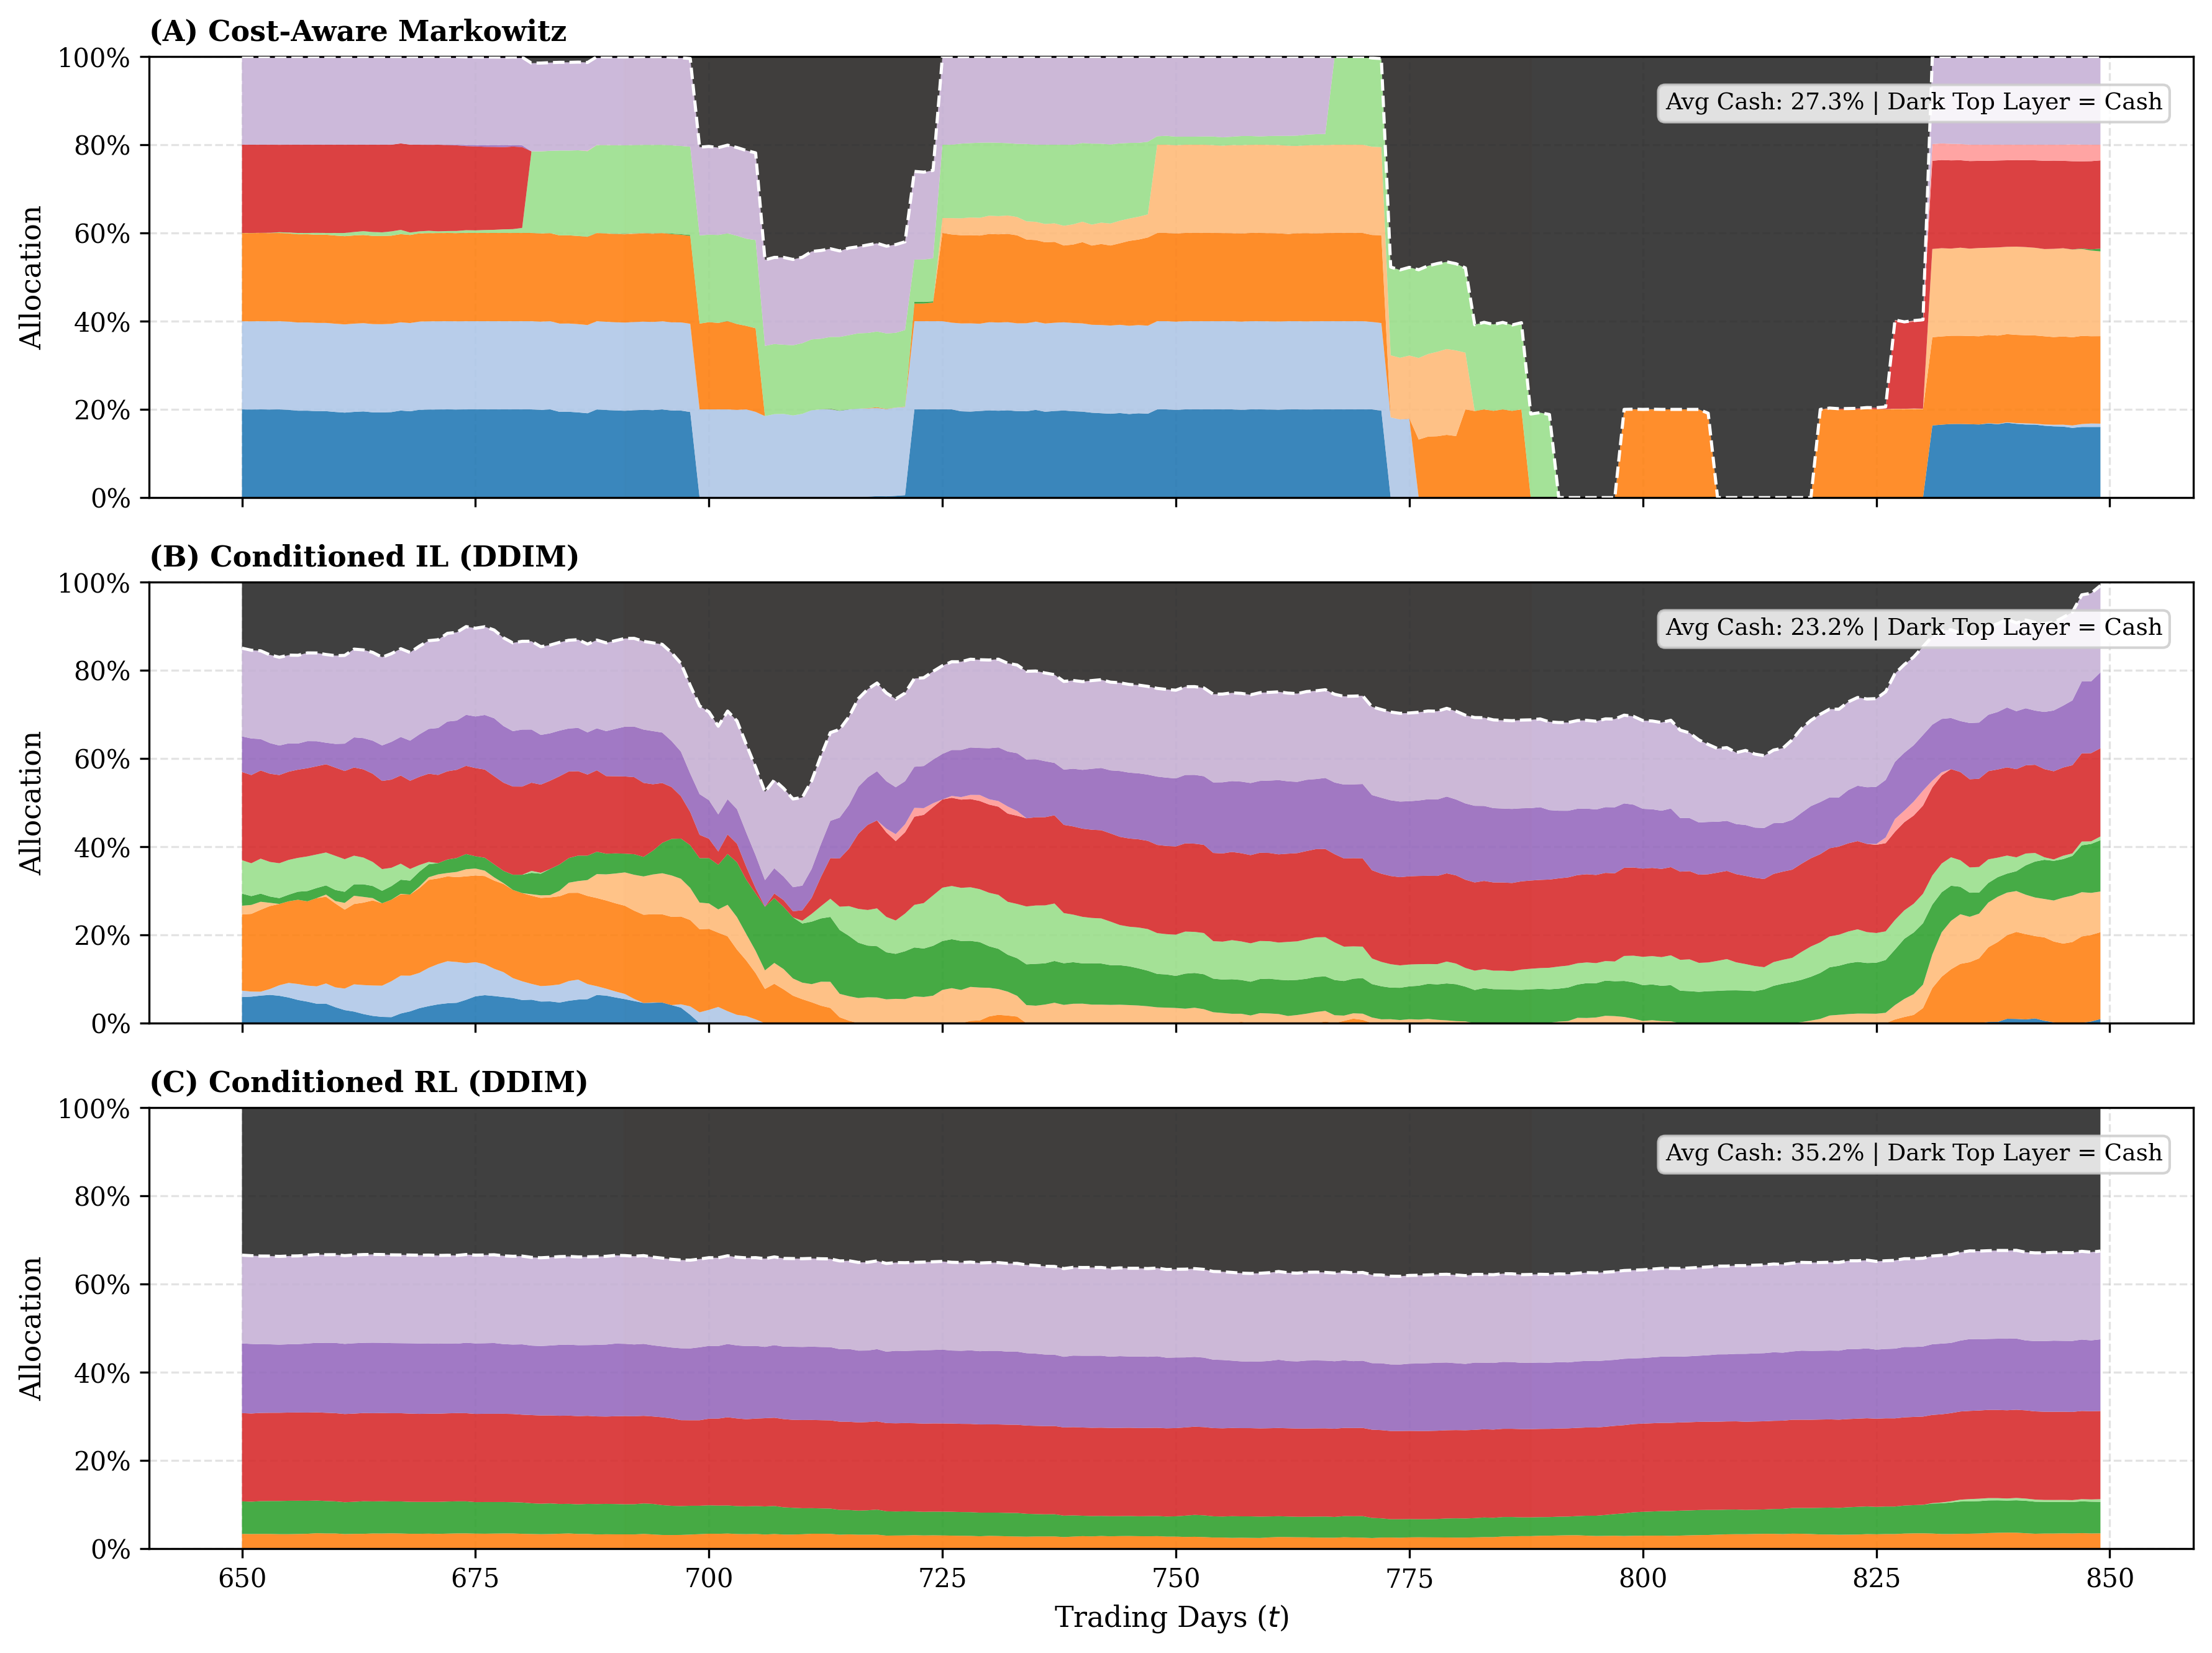 (A) Cost-Aware Markowitz
100%
80%
60%
40%
20%
0%
Allocation
Avg Cash: 27.3% | Dark Top Layer = Cash
(B) Conditioned IL (DDIM)
100%
80%
60%
40%
20%
0%
Allocation
Avg Cash: 23.2% | Dark Top Layer = Cash
(C) Conditioned RL (DDIM)
100%
80%
60%
40%
20%
0%
Allocation
Avg Cash: 35.2% | Dark Top Layer = Cash
650 675 700 725 750 775 800 825 850
Trading Days (t)